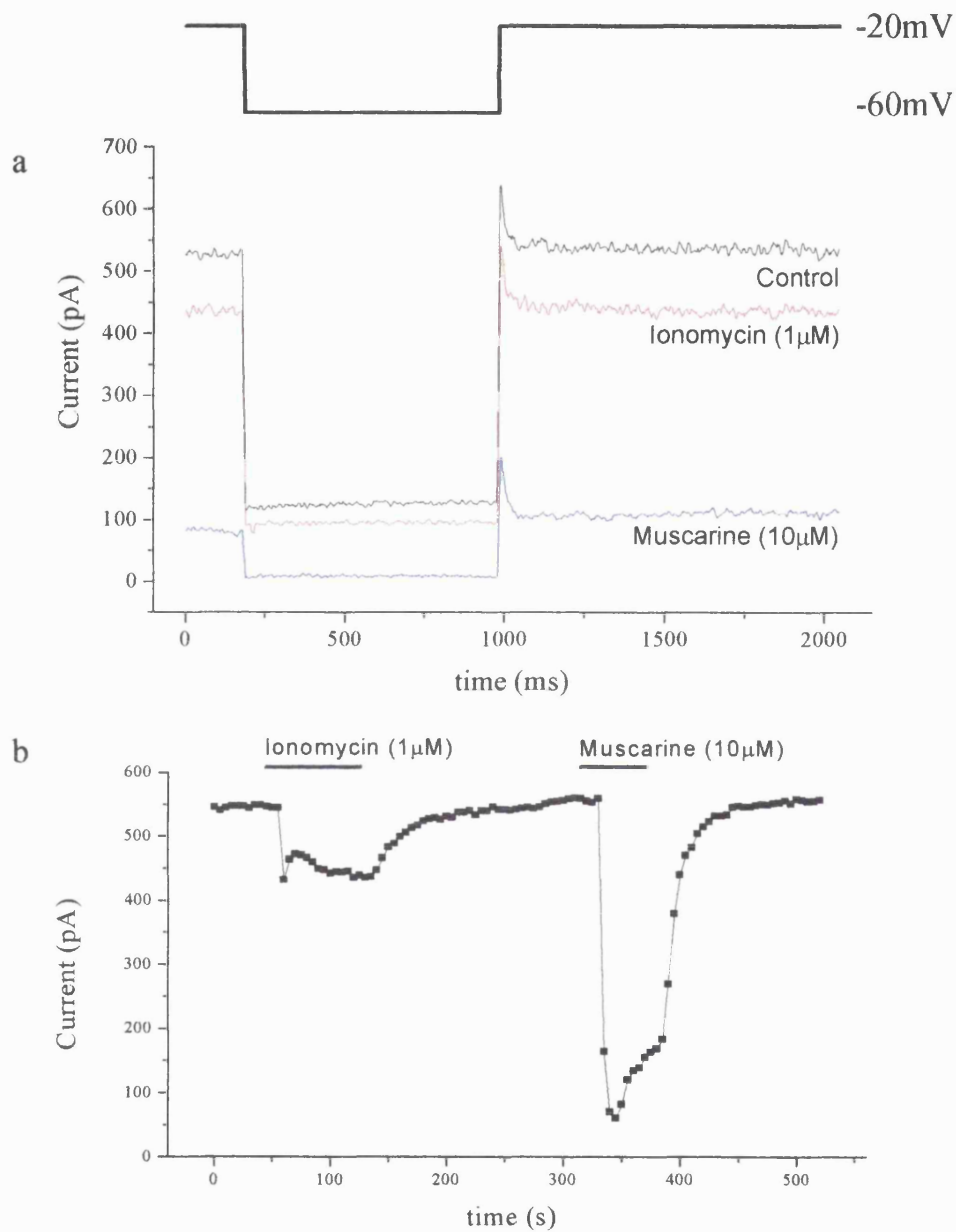 -20mV
-60mV
a
700
600
500
400
300
200
100
0
Current (pA)
Control
Ionomycin (1µM)
Muscarine (10µM)
0
500
1000
1500
2000
time (ms)
b
Ionomycin (1µM)
Muscarine (10µM)
600
500
400
300
200
100
0
Current (pA)
0
100
200
300
400
500
time (s)